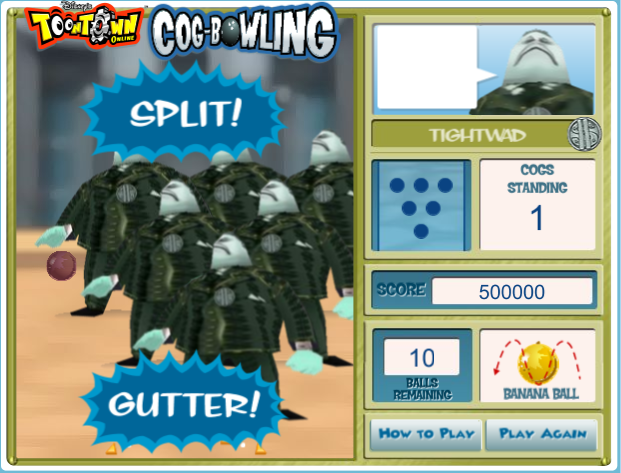 Disney's
TOONTOWN
ONLINE
COG-BOWLING
SPLIT!
GUTTER!
TIGHTWAD
COGS
STANDING
1
SCORE
500000
10
BALLS
REMAINING
BANANA BALL
HOW TO PLAY
PLAY AGAIN